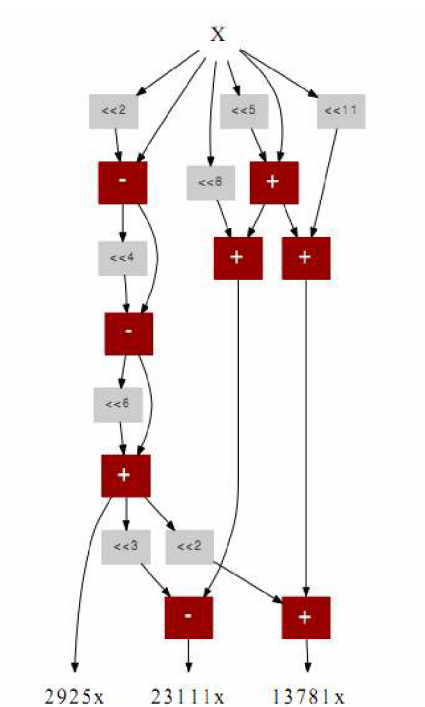 X
<<2 <<5 <<11
- <<8 +
<<4 + +
-
<<6
+
<<3 <<2
- +
2925x 23111x 13781x